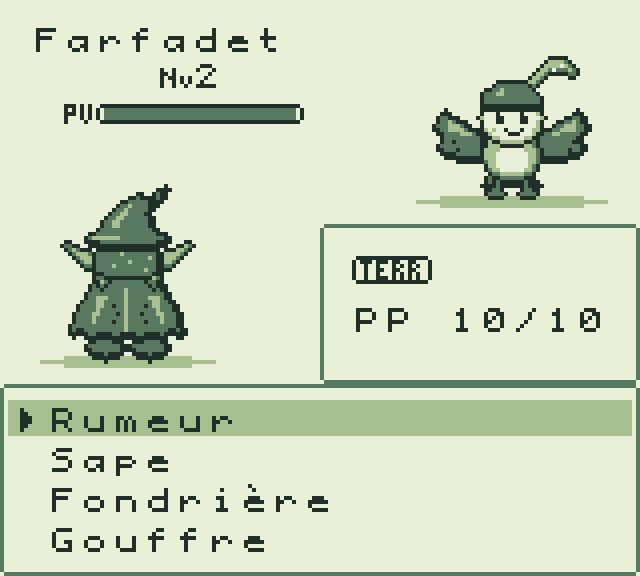 Farfadet
Nv2
PU
TERR
PP 10/10
Rumeur
Sape
Fondrière
Gouffre